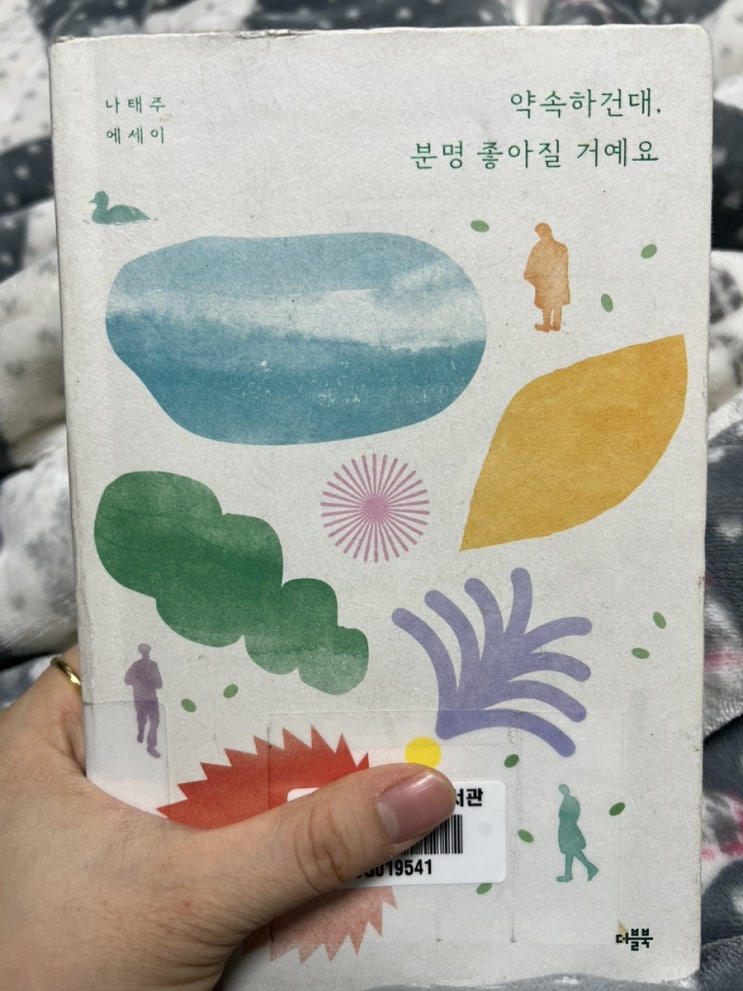 나태주
에세이
약속하건대,
분명 좋아질 거예요
서관
019541
더블북